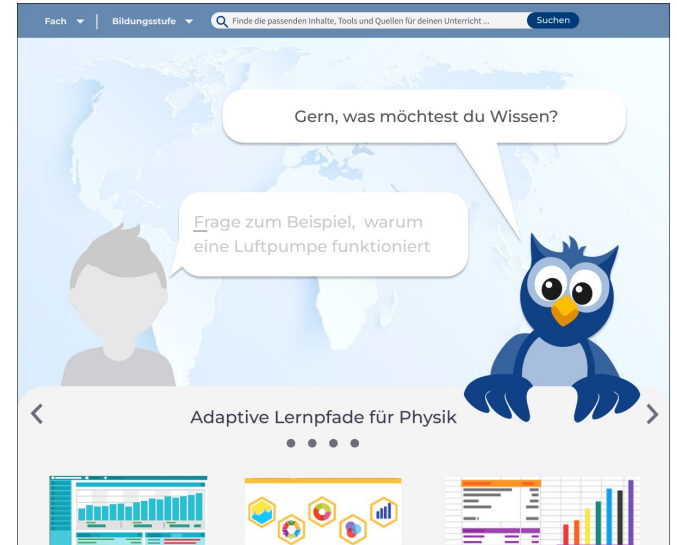 Fach
Bildungsstufe
Finde die passenden Inhalte, Tools und Quellen für deinen Unterricht ...
Suchen
Gern, was möchtest du Wissen?
Frage zum Beispiel, warum
eine Luftpumpe funktioniert
Adaptive Lernpfade für Physik